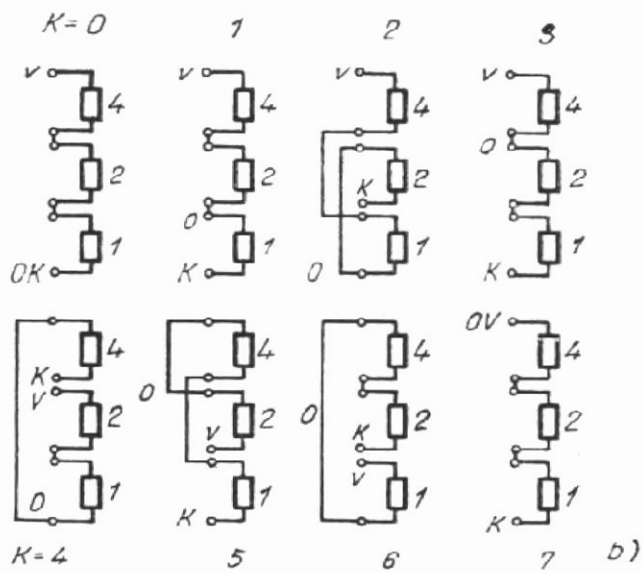 K=0 1 2 3
V V V V
4 4 4 4
O
2 2 2 2
K
O
1 1 1 1
OK K O K
OV
4 4 4 4
K
V O O
2 2 2 2
V K
V
O 1 1 1 1
K K
K=4 5 6 7 b)